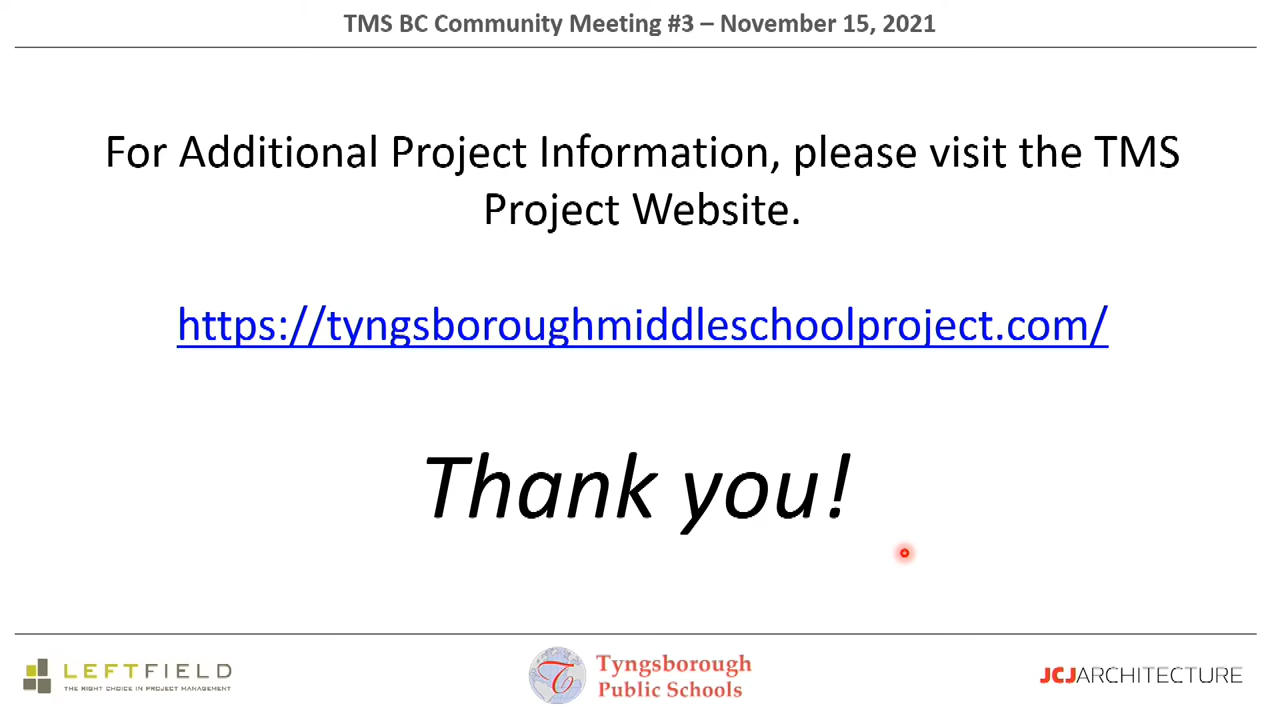 TMS BC Community Meeting #3 – November 15, 2021
For Additional Project Information, please visit the TMS
Project Website.
https://tyngsboroughmiddleschoolproject.com/
Thank you!
LEFTFIELD
THE RIGHT CHOICE IN PROJECT MANAGEMENT
T
Tyngsborough
Public Schools
JCJARCHITECTURE